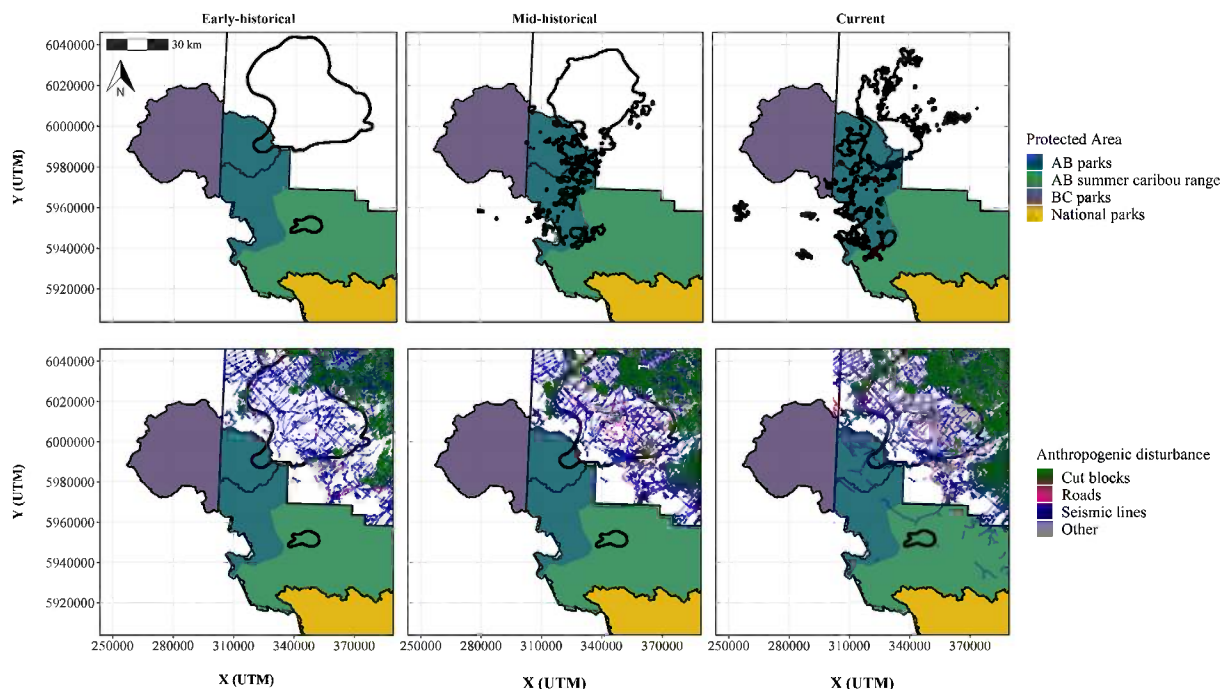 Early-historical
Mid-historical
Current
30 km
N
6040000
6020000
6000000
5980000
5960000
5940000
5920000
Y (UTM)
Protected Area
AB parks
AB summer caribou range
BC parks
National parks
6040000
6020000
6000000
5980000
5960000
5940000
5920000
Y (UTM)
Anthropogenic disturbance
Cut blocks
Roads
Seismic lines
Other
250000 280000 310000 340000 370000
250000 280000 310000 340000 370000
250000 280000 310000 340000 370000
X (UTM)
X (UTM)
X (UTM)